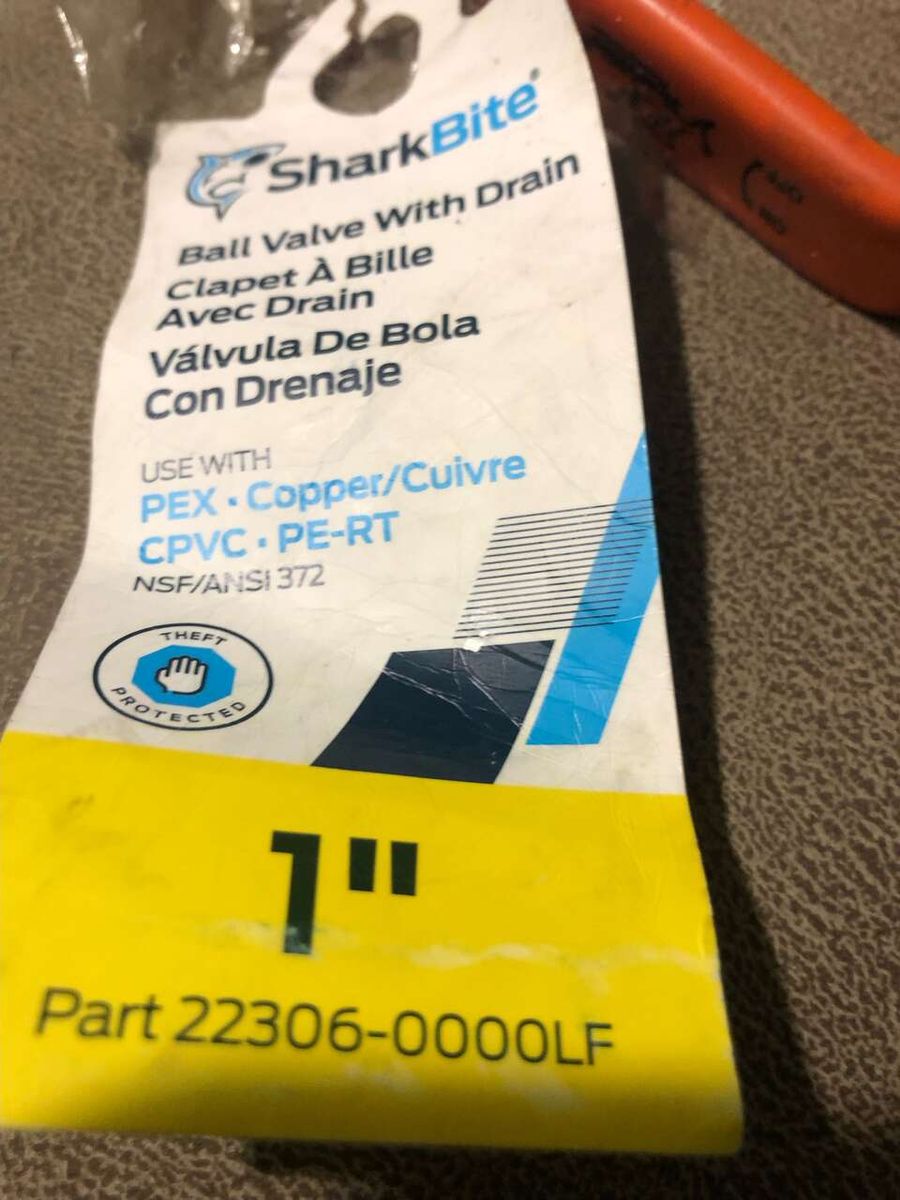 SharkBite
Ball Valve With Drain
Clapet À Bille
Avec Drain
Válvula De Bola
Con Drenaje
USE WITH
PEX • Copper/Cuivre
CPVC • PE-RT
NSF/ANSI 372
THEFT
PROTECTED
1"
Part 22306-0000LF